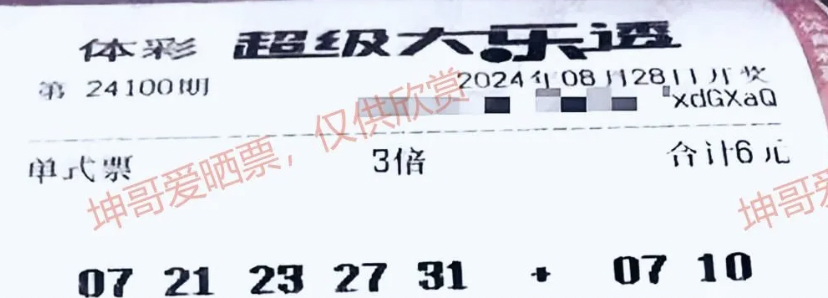 体彩 超级大乐透
第 24100期 2024年08月28日开奖
xdGXaQ
单式票 3倍 合计6元
坤哥爱晒票，仅供欣赏
坤哥爱
07 21 23 27 31 + 07 10